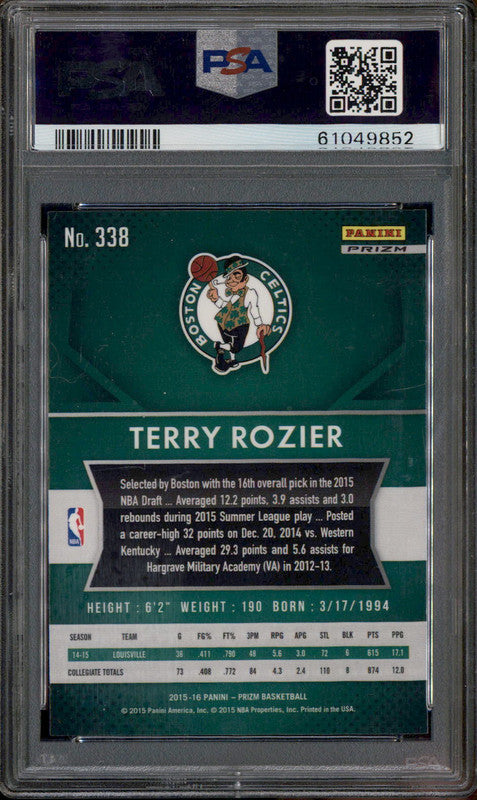 PSA
PSA
61049852
No. 338
PANINI
PRIZM
BOSTON CELTICS
TERRY ROZIER
Selected by Boston with the 16th overall pick in the 2015
NBA Draft ... Averaged 12.2 points, 3.9 assists and 3.0
rebounds during 2015 Summer League play ... Posted
a career-high 32 points on Dec. 20, 2014 vs. Western
Kentucky ... Averaged 29.3 points and 5.6 assists for
Hargrave Military Academy (VA) in 2012-13.
NBA
HEIGHT : 6'2" WEIGHT : 190 BORN : 3/17/1994
SEASON TEAM G FG% FT% 3PM RPG APG STL BLK PTS PPG
14-15 LOUISVILLE 36 .411 .790 48 5.6 3.0 72 6 615 17.1
COLLEGIATE TOTALS 73 .408 .772 84 4.4 2.4 110 8 874 12.0
2015-16 PANINI – PRIZM BASKETBALL
© 2015 Panini America, Inc. © 2015 NBA Properties, Inc. Printed in the USA.